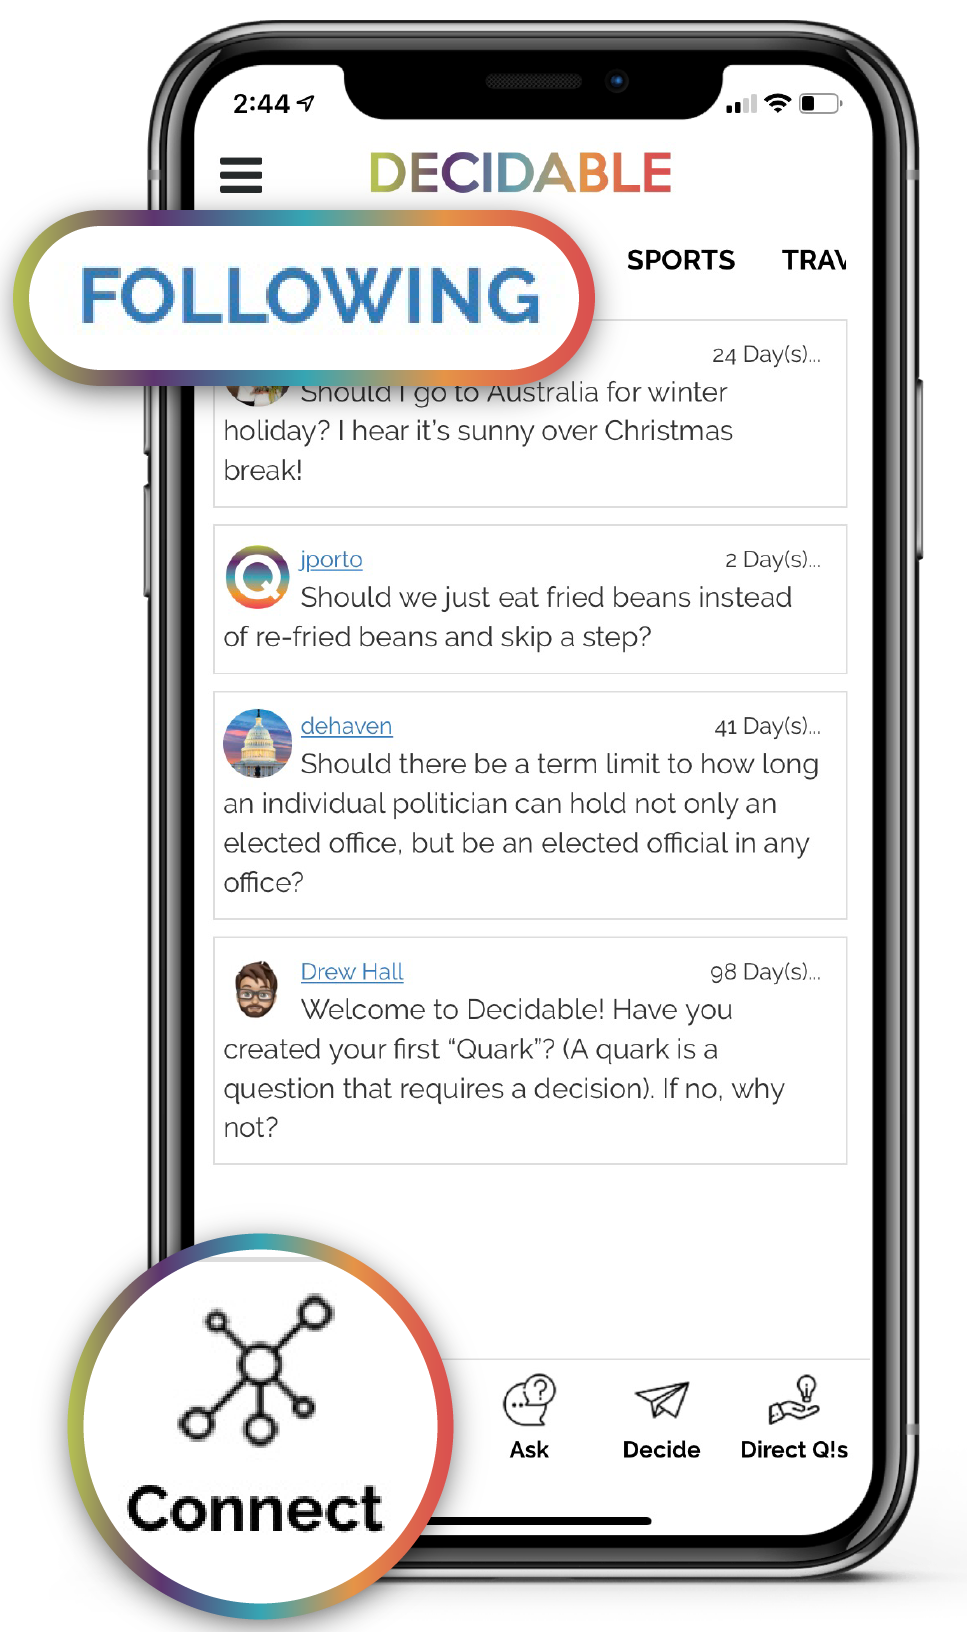 2:44
DECIDABLE
FOLLOWING
SPORTS
24 Day(s)...
Should I go to Australia for winter
holiday? I hear it's sunny over Christmas
break!
jporto
2 Day(s)...
Should we just eat fried beans instead
of re-fried beans and skip a step?
dehaven
41 Day(s)...
Should there be a term limit to how long
an individual politician can hold not only an
elected office, but be an elected official in any
office?
Drew Hall
98 Day(s)...
Welcome to Decidable! Have you
created your first “Quark”? (A quark is a
question that requires a decision). If no, why
not?
Connect
Ask
Decide
Direct Q!s